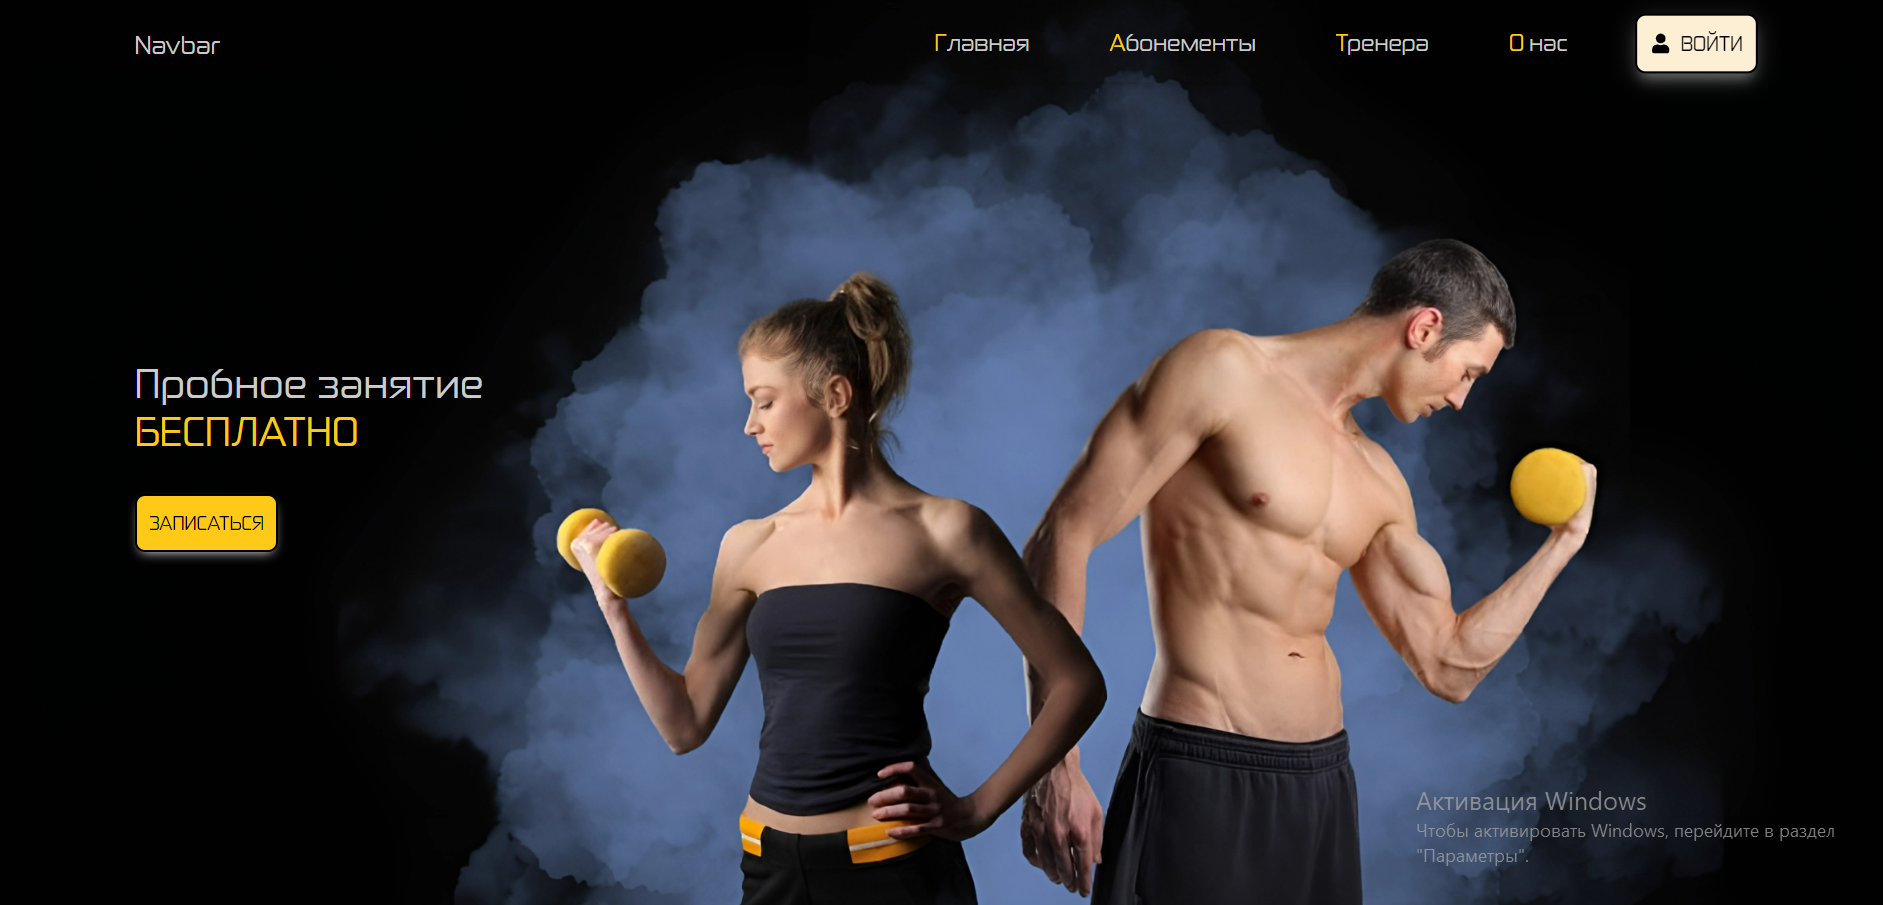 Navbar
Главная
Абонементы
Тренера
О нас
ВОЙТИ
Пробное занятие
БЕСПЛАТНО
ЗАПИСАТЬСЯ
Активация Windows
Чтобы активировать Windows, перейдите в раздел
"Параметры".